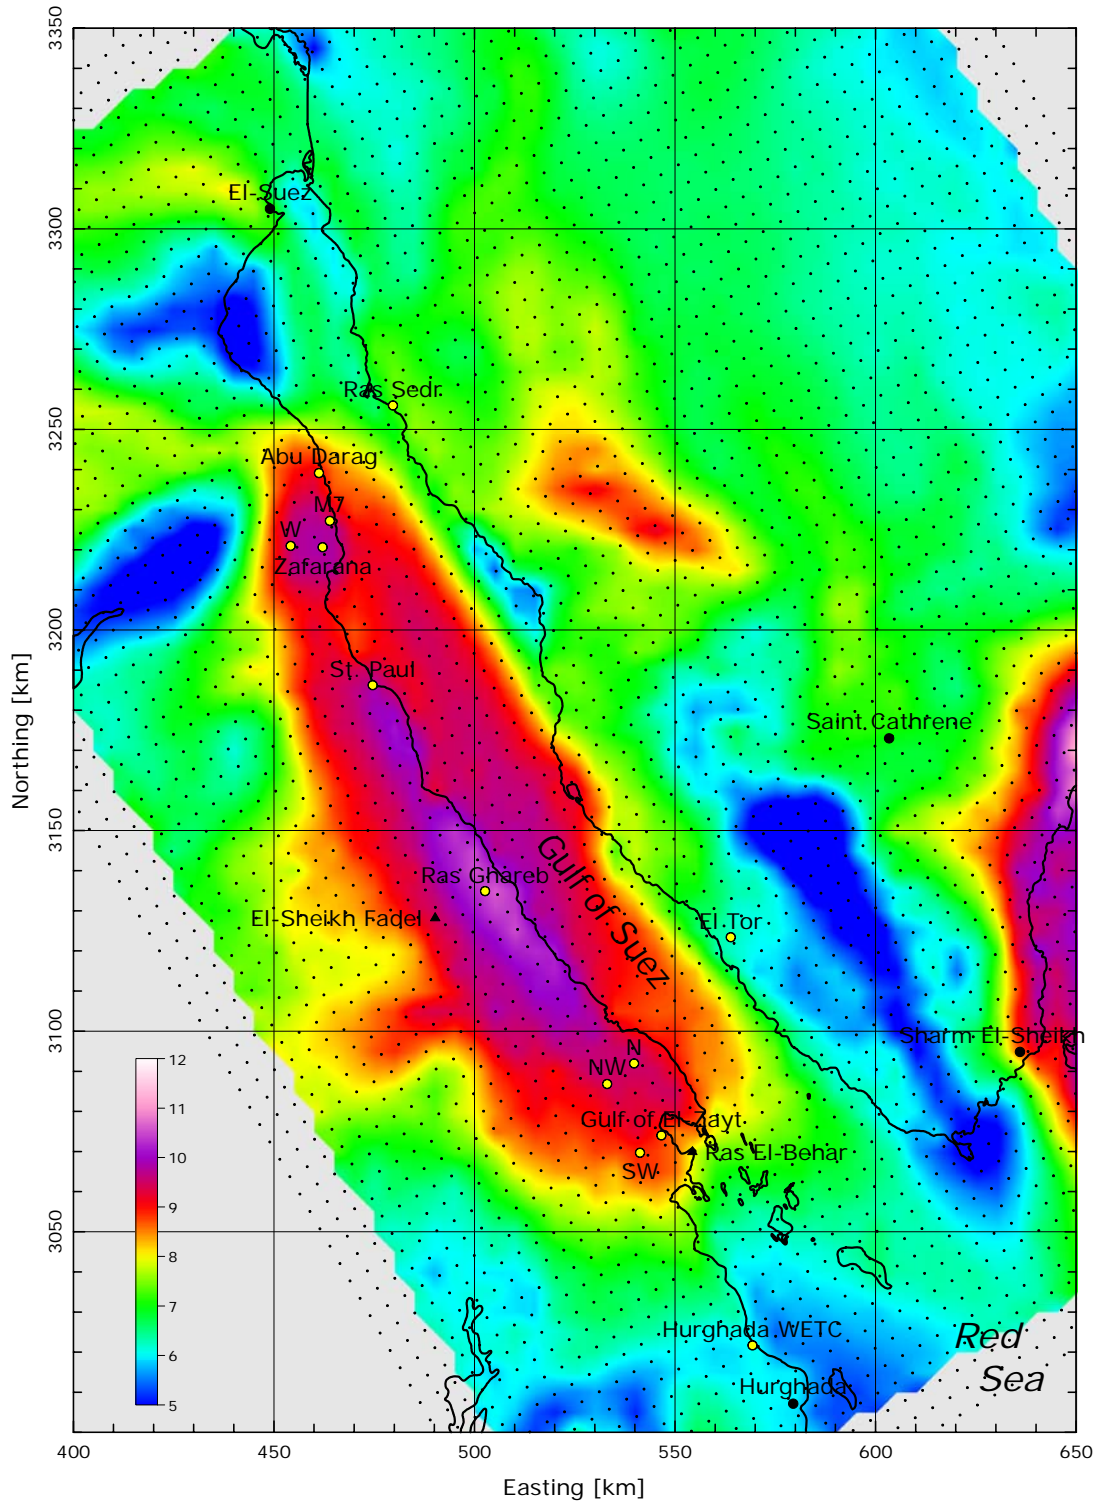 3350
3300
3250
3200
3150
3100
3050
Northing [km]
El-Suez
Ras Sedr
Abu Darag
M7
W
Zafarana
St. Paul
Saint Cathrene
Gulf of Suez
Ras Ghareb
El-Sheikh Fadel
El Tor
Sharm El-Sheikh
N
NW
Gulf of El-Zayt
Ras El-Behar
SW
Hurghada WETC
Red
Sea
Hurghada
12
11
10
9
8
7
6
5
400
450
500
550
600
650
Easting [km]